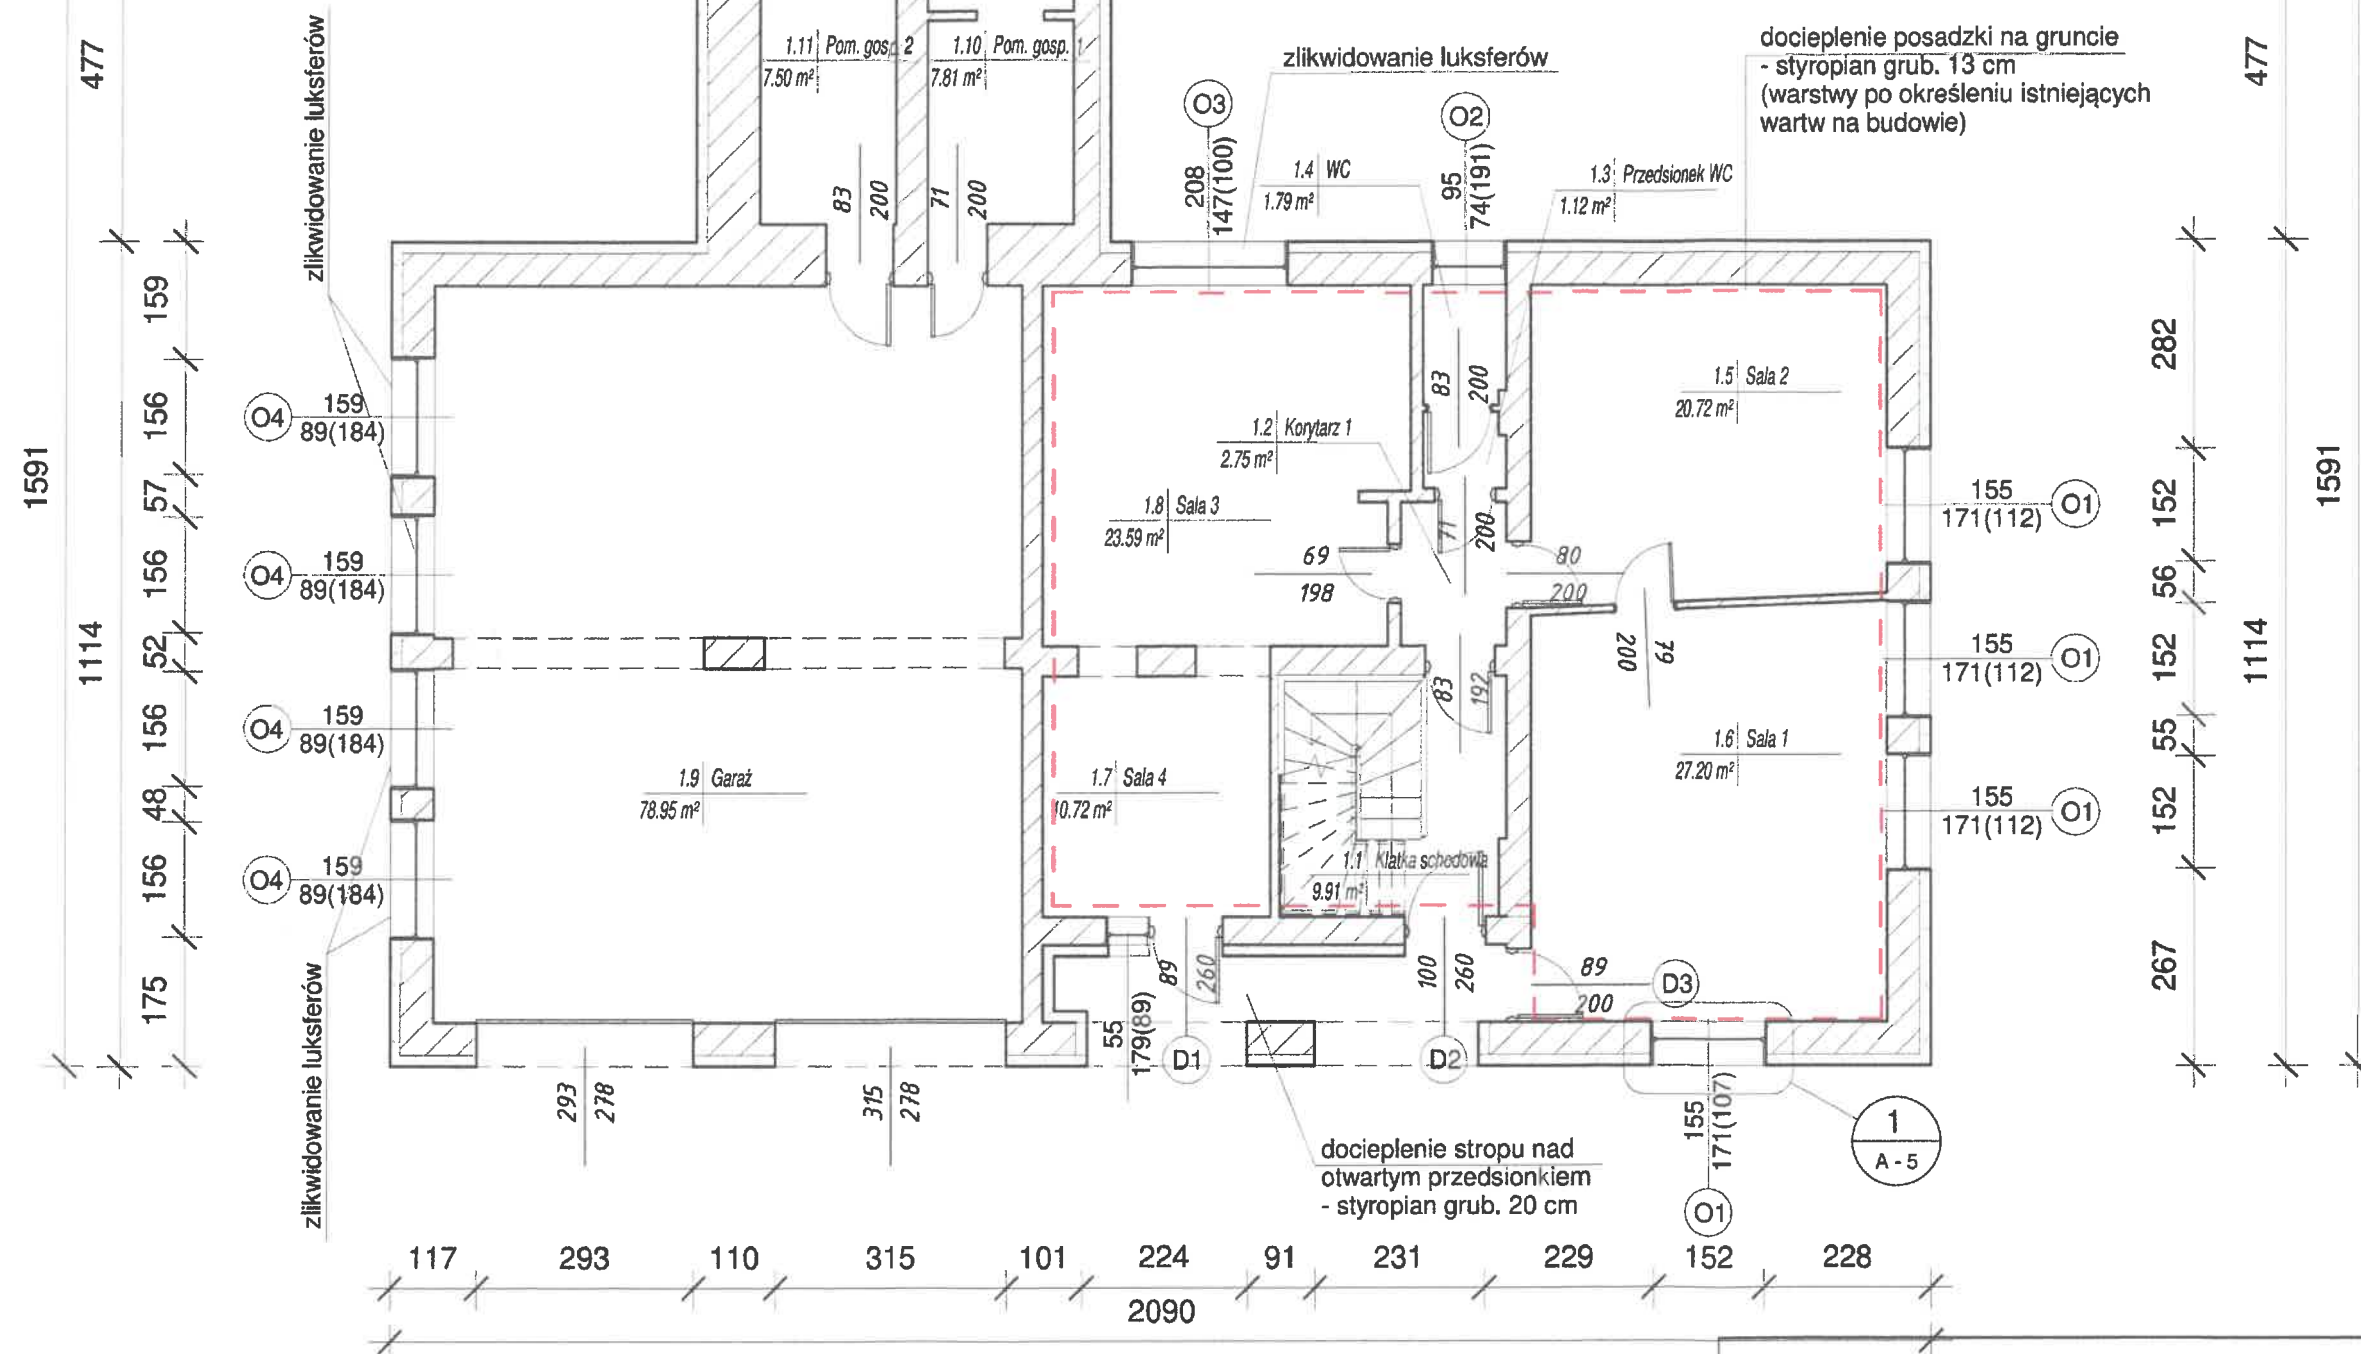 477
zlikwidowanie luksferów
1.11 Pom. gosp 2
7.50 m²
1.10 Pom. gosp. 1
7.81 m²
zlikwidowanie luksferów
docieplenie posadzki na gruncie
- styropian grub. 13 cm
(warstwy po określeniu istniejących
wartw na budowie)
477
O3
208
147(100)
O2
95
74(191)
1.4 WC
1.79 m²
1.3 Przedsionek WC
1.12 m²
83
200
71
200
159
156
57
156
52
156
48
156
175
1591
1114
O4
159
89(184)
O4
159
89(184)
O4
159
89(184)
O4
159
89(184)
1.5 Sala 2
20.72 m²
83
200
1.2 Korytarz 1
2.75 m²
1.8 Sala 3
23.59 m²
71
200
69
198
80
200
79
200
83
192
1.9 Garaż
78.95 m²
1.7 Sala 4
10.72 m²
1.6 Sala 1
27.20 m²
1.1 Klatka schodowa
9.91 m²
155
171(112)
O1
155
171(112)
O1
155
171(112)
O1
282
152
56
152
55
152
267
1591
1114
89
260
100
260
89
200
D3
55
179(89)
D1
D2
zlikwidowanie luksferów
293
278
315
278
155
171(107)
O1
1
A - 5
docieplenie stropu nad
otwartym przedsionkiem
- styropian grub. 20 cm
117 293 110 315 101 224 91 231 229 152 228
2090